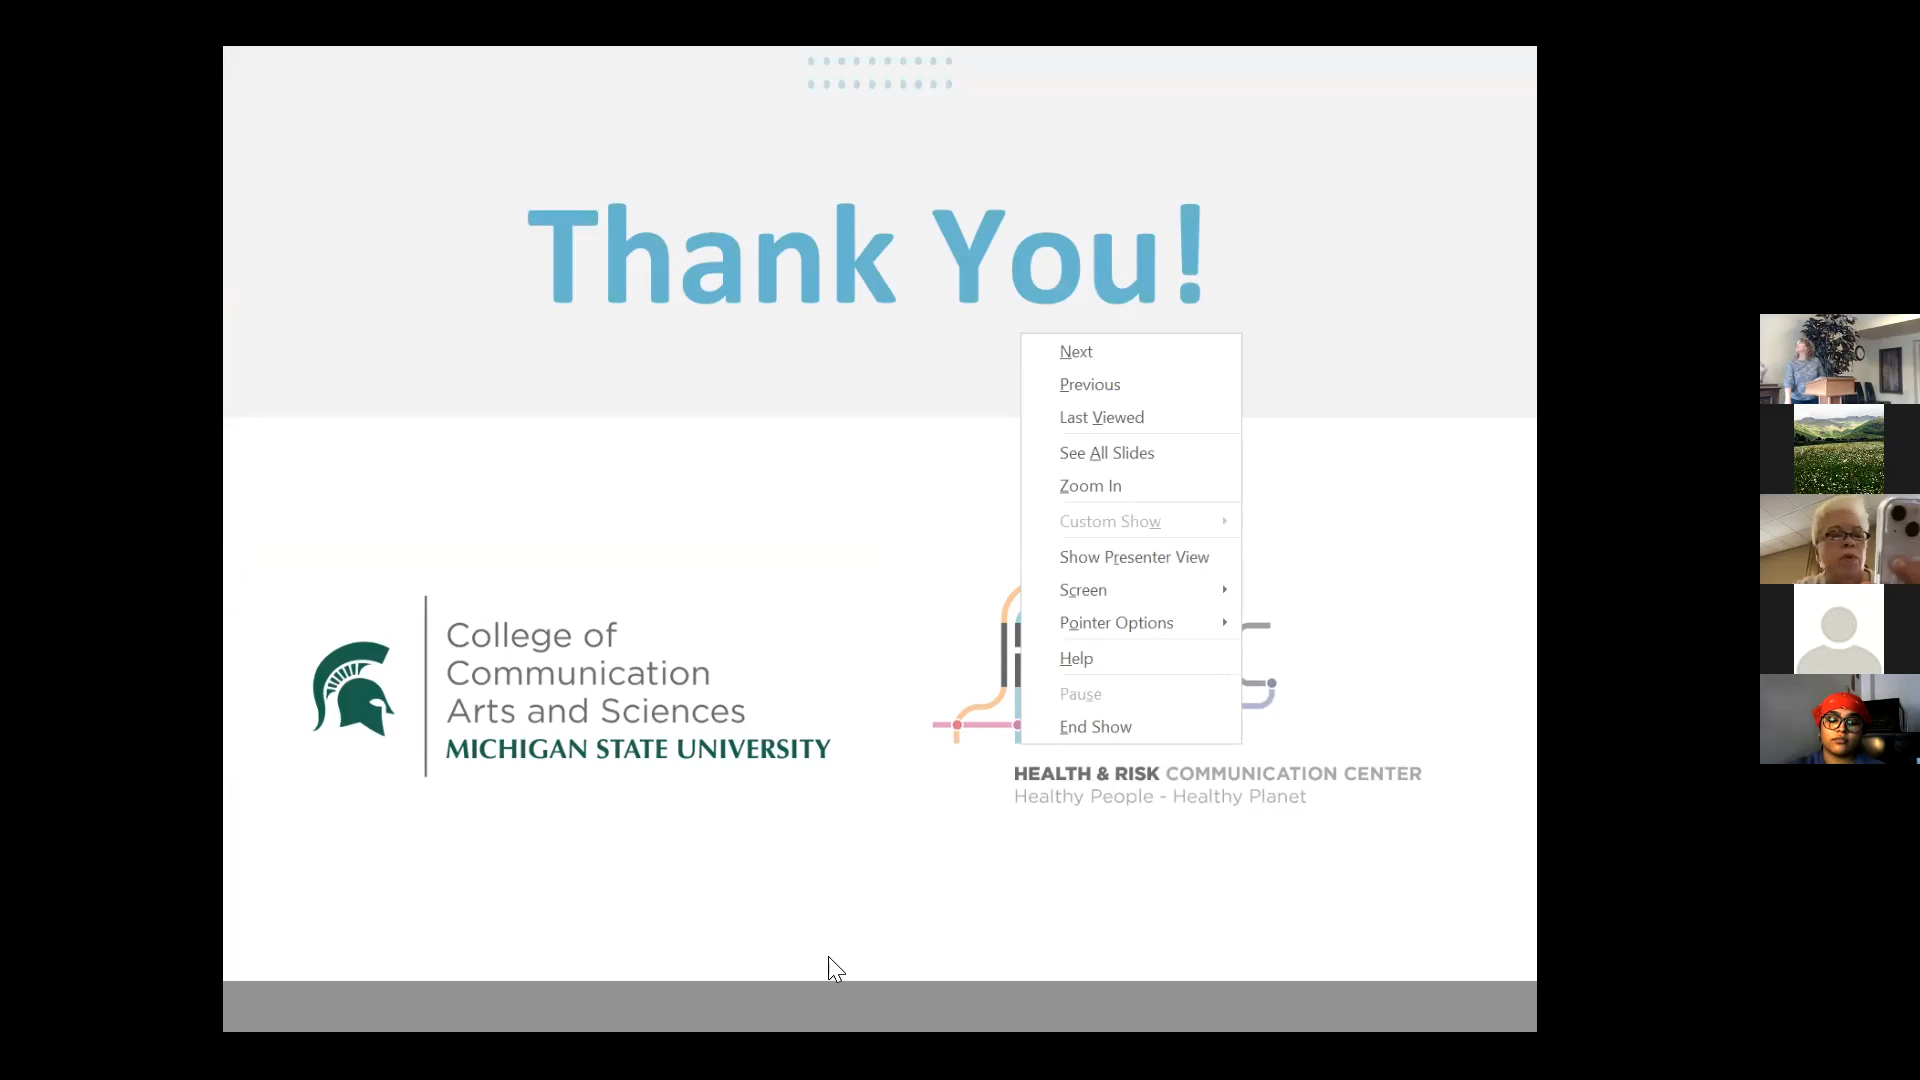 Thank You!
Next
Previous
Last Viewed
See All Slides
Zoom In
Custom Show
Show Presenter View
Screen
Pointer Options
Help
Pause
End Show
College of
Communication
Arts and Sciences
MICHIGAN STATE UNIVERSITY
HEALTH & RISK COMMUNICATION CENTER
Healthy People - Healthy Planet